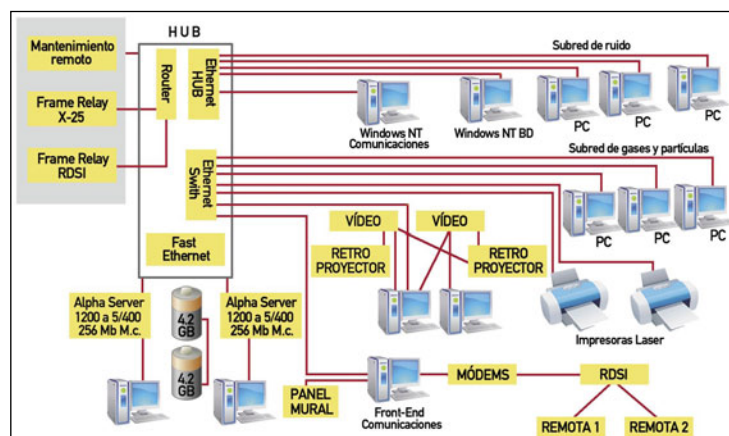 HUB
Mantenimiento
remoto
Frame Relay
X-25
Frame Relay
RDSI
Router
Ethernet
HUB
Ethernet
Swith
Fast
Ethernet
Subred de ruido
Windows NT
Comunicaciones
Windows NT BD
PC
PC
PC
Subred de gases y partículas
PC
PC
PC
VÍDEO
VÍDEO
RETRO
PROYECTOR
RETRO
PROYECTOR
Impresoras Laser
Alpha Server
1200 a 5/400
256 Mb M.c.
4.2
GB
4.2
GB
Alpha Server
1200 a 5/400
256 Mb M.c.
PANEL
MURAL
Front-End
Comunicaciones
MÓDEMS
RDSI
REMOTA 1
REMOTA 2